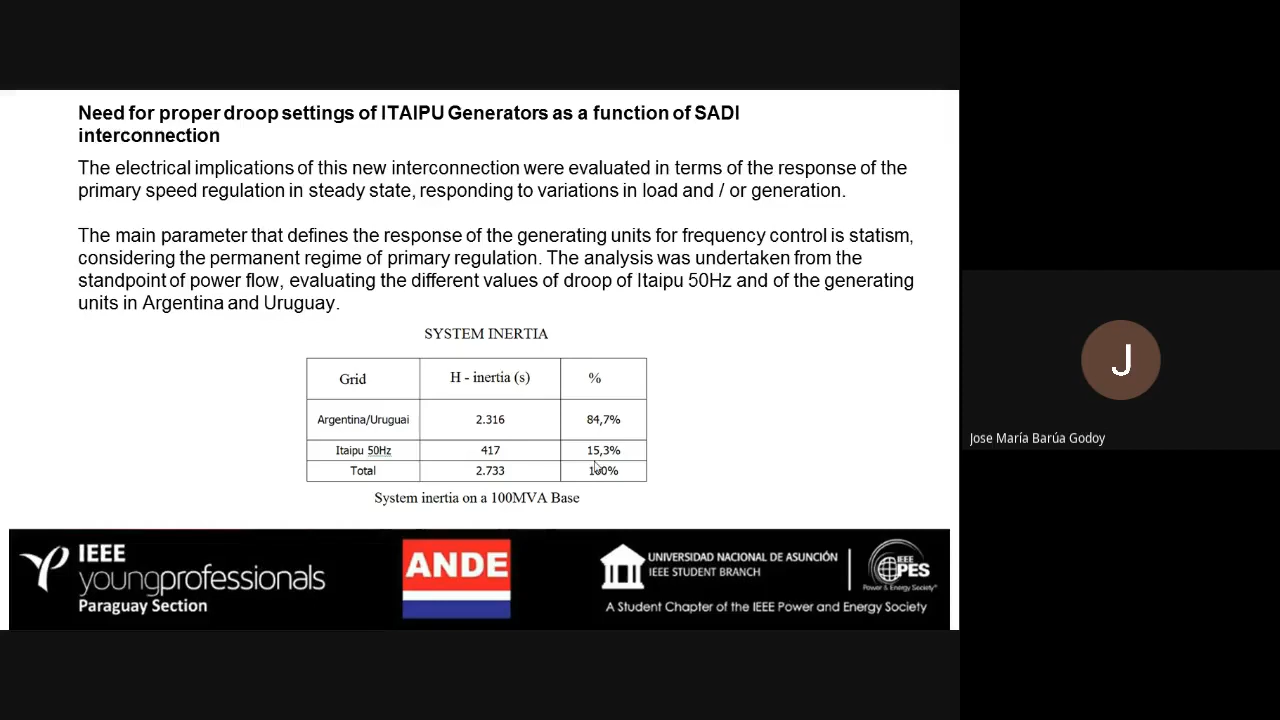 Need for proper droop settings of ITAIPU Generators as a function of SADI
interconnection
The electrical implications of this new interconnection were evaluated in terms of the response of the
primary speed regulation in steady state, responding to variations in load and / or generation.
The main parameter that defines the response of the generating units for frequency control is statism,
considering the permanent regime of primary regulation. The analysis was undertaken from the
standpoint of power flow, evaluating the different values of droop of Itaipu 50Hz and of the generating
units in Argentina and Uruguay.
SYSTEM INERTIA
Grid H - inertia (s) %
Argentina/Uruguai 2.316 84,7%
Itaipu 50Hz 417 15,3%
Total 2.733 100%
System inertia on a 100MVA Base
IEEE
youngprofessionals
Paraguay Section
ANDE
UNIVERSIDAD NACIONAL DE ASUNCIÓN
IEEE STUDENT BRANCH
IEEE
PES
Power & Energy Society®
A Student Chapter of the IEEE Power and Energy Society
J
Jose María Barúa Godoy